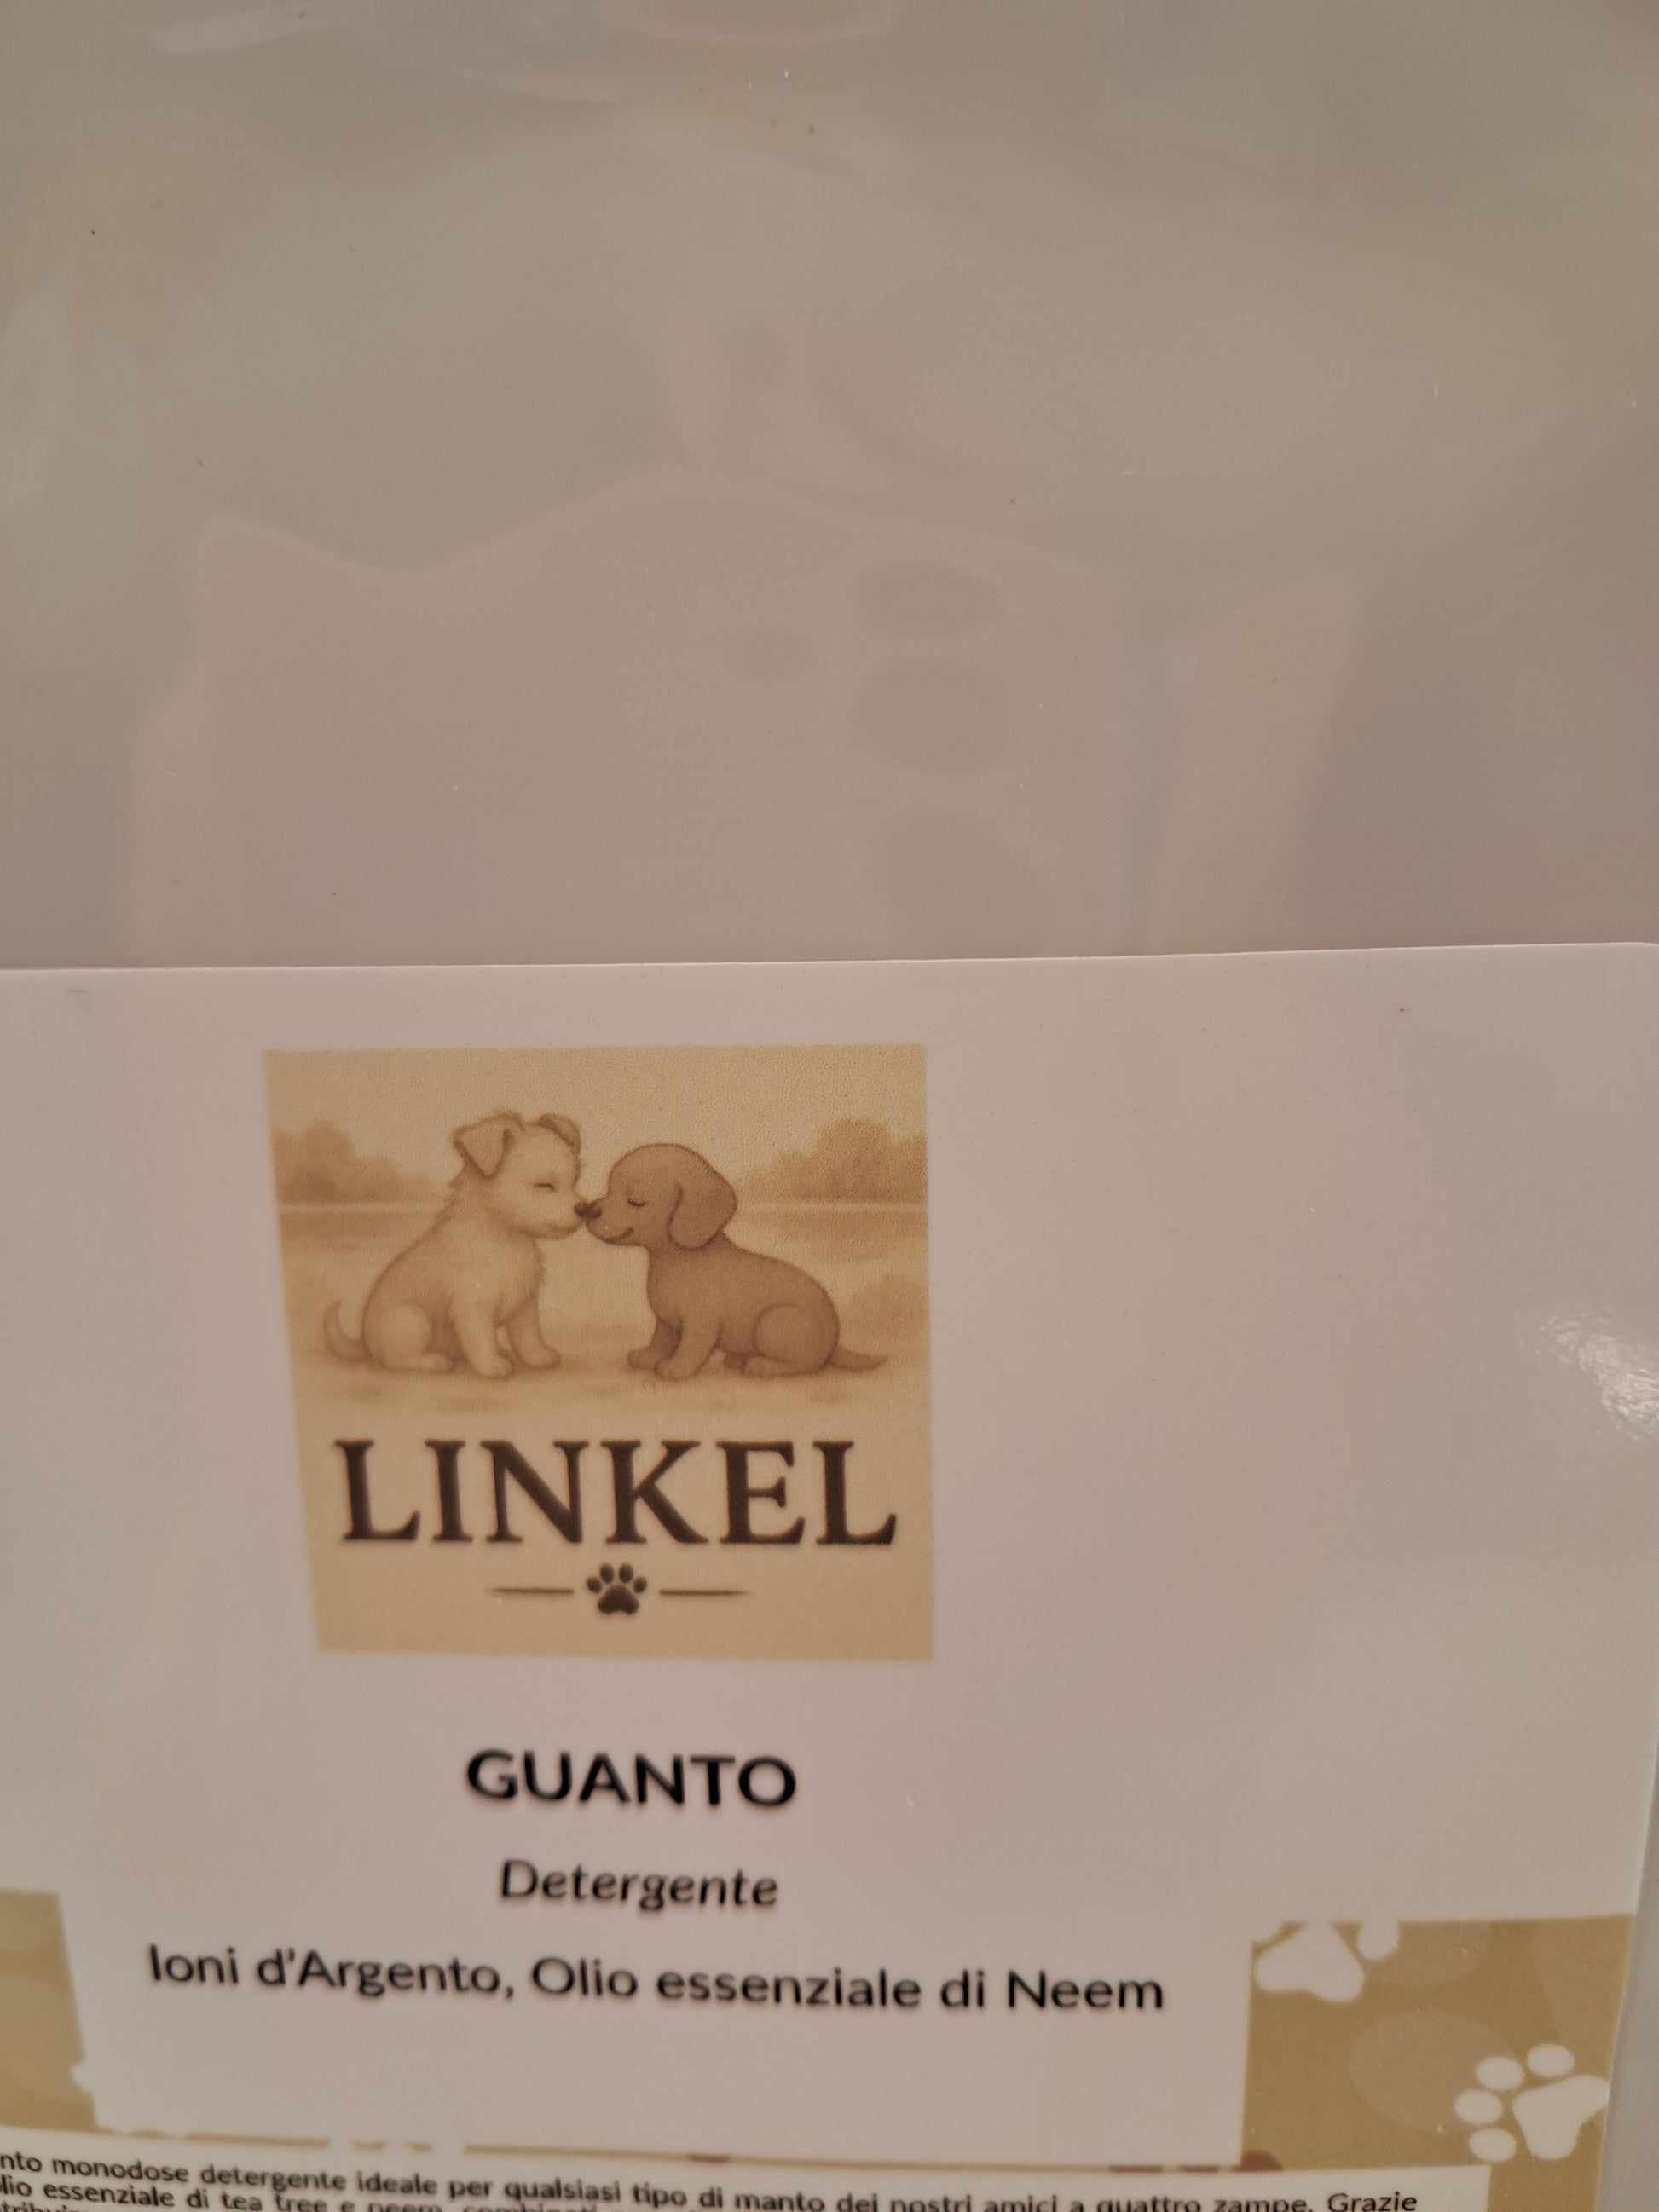 LINKEL
GUANTO
Detergente
Ioni d'Argento, Olio essenziale di Neem
nto monodose detergente ideale per qualsiasi tipo di manto dei nostri amici a quattro zampe. Grazie
lio essenziale di tea tree e neem, combinati